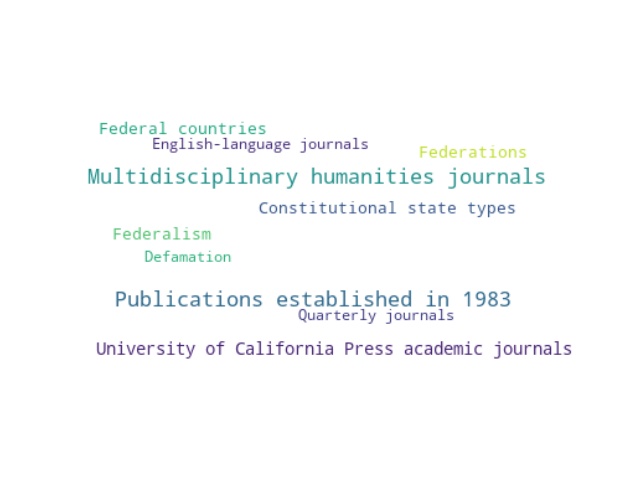 Federal countries
English-language journals
Federations
Multidisciplinary humanities journals
Constitutional state types
Federalism
Defamation
Publications established in 1983
Quarterly journals
University of California Press academic journals